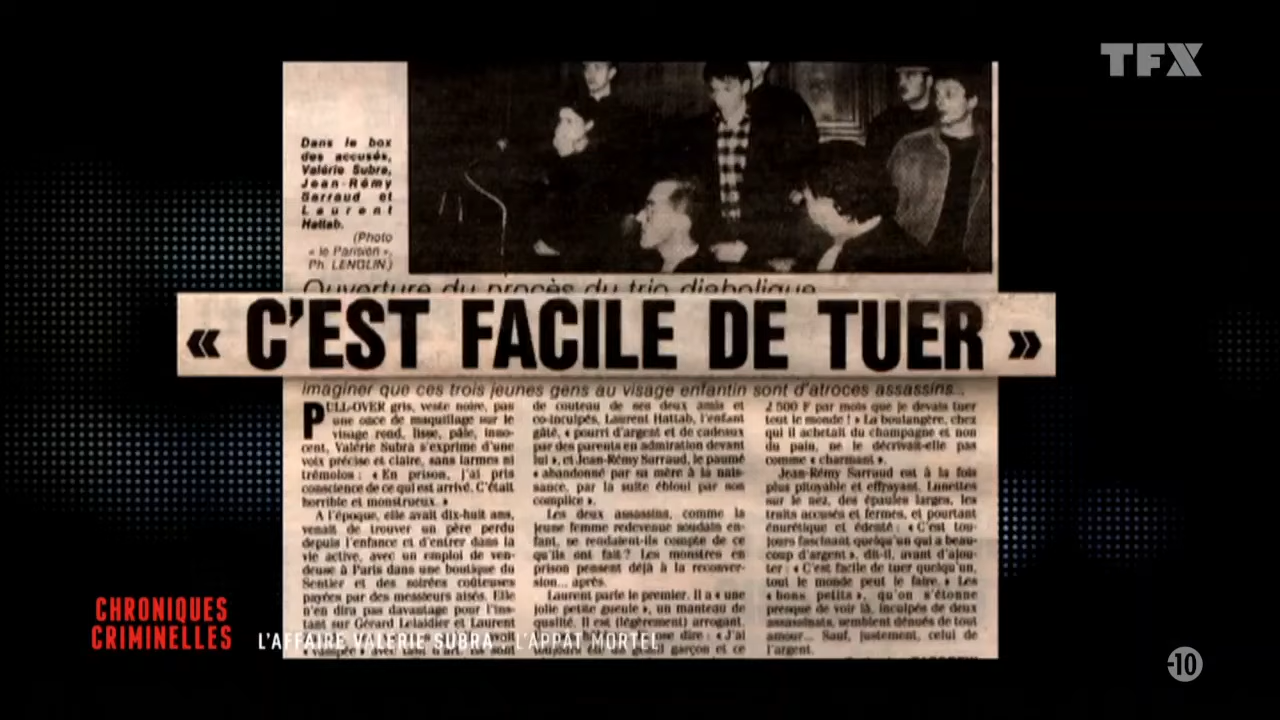 TFX
Dans le box
des accusés,
Valérie Subra,
Jean-Rémy
Sarraud et
Laurent
Hattab.
(Photo
« le Parisien »,
Ph. LENGLIN.)
Ouverture du procès du trio diabolique
« C'EST FACILE DE TUER »
imaginer que ces trois jeunes gens au visage enfantin sont d'atroces assassins...
PULL-OVER gris, veste noire, pas
une once de maquillage sur le
visage rond, lisse, pâle, inno-
cent, Valérie Subra s'exprime d'une
voix précise et claire, sans larmes ni
trémolos : « En prison, j'ai pris
conscience de ce qui est arrivé. C'était
horrible et monstrueux. »
A l'époque, elle avait dix-huit ans,
venait de trouver un père perdu
depuis l'enfance et d'entrer dans la
vie active, avec un emploi de ven-
deuse à Paris dans une boutique du
Sentier et des soirées coûteuses
payées par des messieurs aisés. Elle
n'en dira pas davantage pour l'ins-
tant sur Gérard Lelaidier et Laurent
de couteau de ses deux amis et
co-inculpés, Laurent Hattab, l'enfant
gâté, « pourri d'argent et de cadeaux
par des parents en admiration devant
lui », et Jean-Rémy Sarraud, le paumé
« abandonné par sa mère à la nais-
sance, par la suite ébloui par son
complice ».
Les deux assassins, comme la
jeune femme redevenue soudain en-
fant, se rendaient-ils compte de ce
qu'ils ont fait ? Les monstres en
prison pensent déjà à la reconver-
sion... après.
Laurent parle le premier. Il a « une
jolie petite gueule », un manteau de
qualité. Il est (légèrement) arrogant.
ose dire : « J'ai
garçon et ce
2 500 F par mois que je devais tuer
tout le monde ! » La boulangère, chez
qui il achetait du champagne et non
du pain, ne le décrivait-elle pas
comme « charmant ».
Jean-Rémy Sarraud est à la fois
plus pitoyable et effrayant. Lunettes
sur le nez, des épaules larges, les
traits accusés et fermes, et pourtant
énurétique et édenté : « C'est tou-
jours fascinant quelqu'un qui a beau-
coup d'argent », dit-il, avant d'ajou-
ter : « C'est facile de tuer quelqu'un,
tout le monde peut le faire. » Les
« bons petits », qu'on s'étonne
presque de voir là, inculpés de deux
assassinats, semblent dénués de tout
amour... Sauf, justement, celui de
l'argent.
CHRONIQUES
CRIMINELLES
L'AFFAIRE VALÉRIE SUBRA : L'APPÂT MORTEL
-10